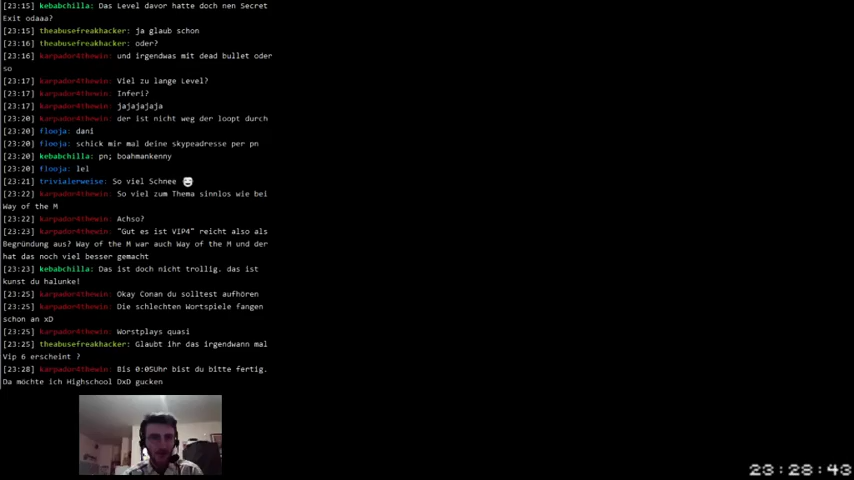 [23:15] kebabchilla: Das Level davor hatte doch nen Secret
Exit odaaa?
[23:15] theabusefreakhacker: ja glaub schon
[23:16] theabusefreakhacker: oder?
[23:16] karpador4thewin: und irgendwas mit dead bullet oder
so
[23:17] karpador4thewin: Viel zu lange Level?
[23:17] karpador4thewin: Inferi?
[23:17] karpador4thewin: jajajajaja
[23:20] karpador4thewin: der ist nicht weg der loopt durch
[23:20] flooja: dani
[23:20] flooja: schick mir mal deine skypeadresse per pn
[23:20] kebabchilla: pn; boahmankenny
[23:20] flooja: lel
[23:21] trivialerweise: So viel Schnee
[23:22] karpador4thewin: So viel zum Thema sinnlos wie bei
Way of the M
[23:22] karpador4thewin: Achso?
[23:23] karpador4thewin: "Gut es ist VIP4" reicht also als
Begründung aus? Way of the M war auch Way of the M und der
hat das noch viel besser gemacht
[23:23] kebabchilla: Das ist doch nicht trollig. das ist
kunst du halunke!
[23:25] karpador4thewin: Okay Conan du solltest aufhören
[23:25] karpador4thewin: Die schlechten Wortspiele fangen
schon an xD
[23:25] karpador4thewin: Worstplays quasi
[23:25] theabusefreakhacker: Glaubt ihr das irgendwann mal
Vip 6 erscheint ?
[23:28] karpador4thewin: Bis 0:05Uhr bist du bitte fertig.
Da möchte ich Highschool DxD gucken
23:28:43